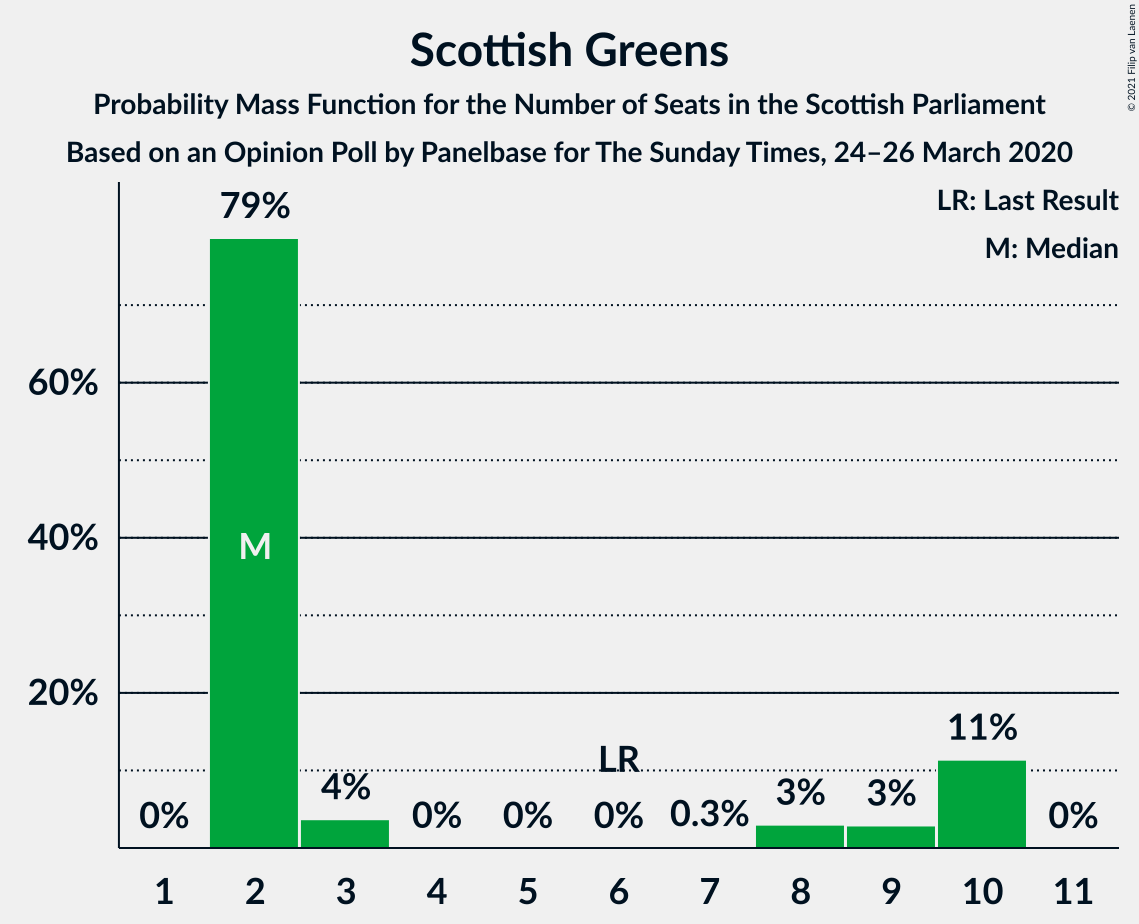 Scottish Greens
Probability Mass Function for the Number of Seats in the Scottish Parliament
Based on an Opinion Poll by Panelbase for The Sunday Times, 24–26 March 2020
© 2021 Filip van Laenen
LR: Last Result
M: Median
79%
60%
40%
20%
M
LR
0%
4%
0%
0%
0%
0.3%
3%
3%
11%
0%
1 2 3 4 5 6 7 8 9 10 11